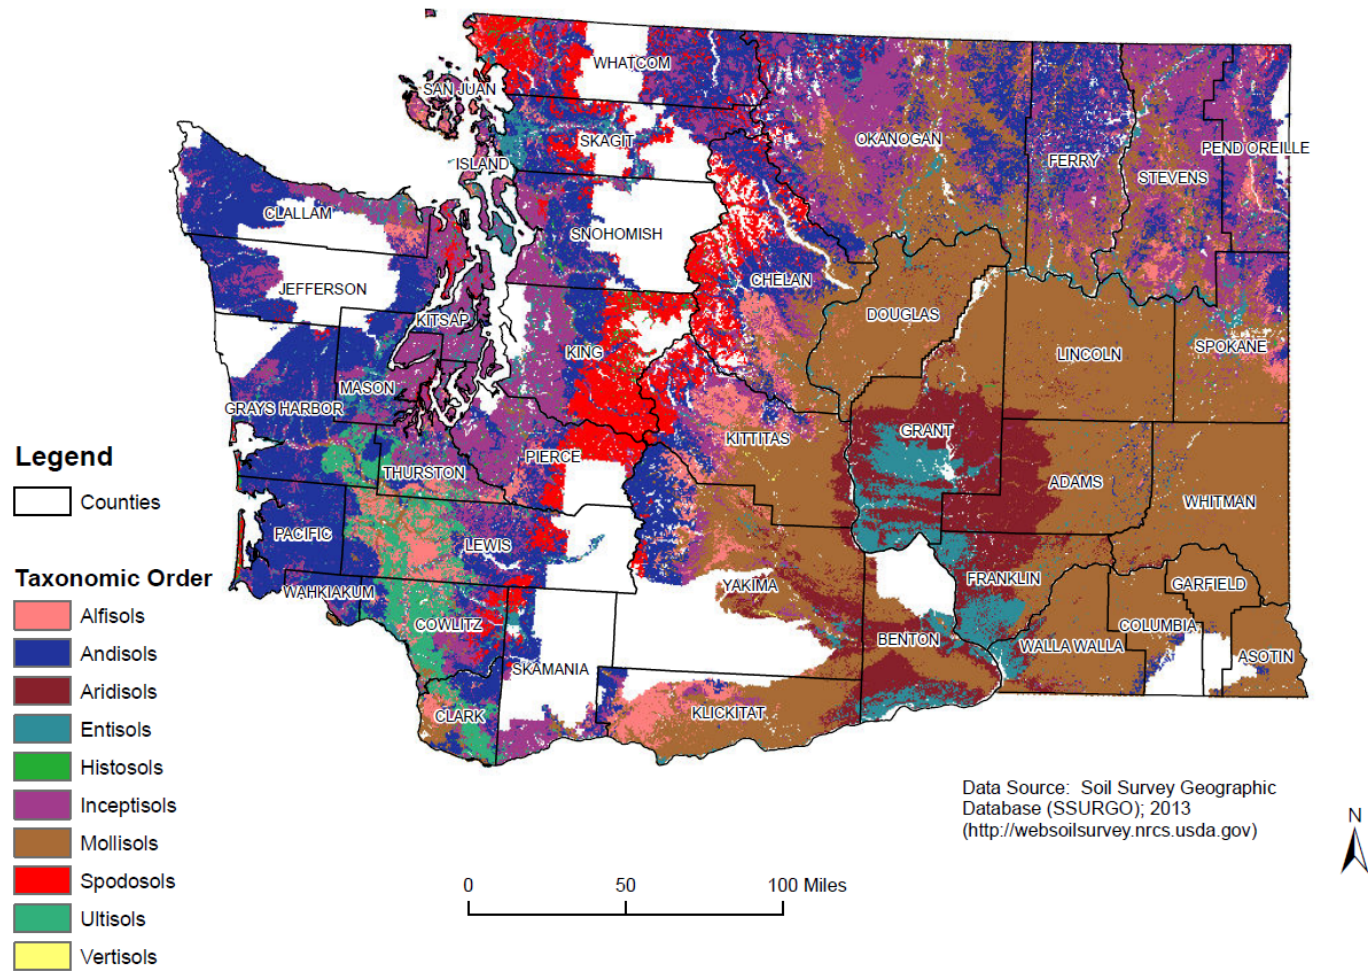 WHATCOM
SAN JUAN
SKAGIT
OKANOGAN
FERRY
PEND OREILLE
STEVENS
ISLAND
CLALLAM
SNOHOMISH
CHELAN
JEFFERSON
KITSAP
DOUGLAS
KING
LINCOLN
SPOKANE
MASON
GRAYS HARBOR
KITTITAS
GRANT
Legend
Counties
THURSTON
PIERCE
ADAMS
WHITMAN
PACIFIC
LEWIS
Taxonomic Order
WAHKIAKUM
YAKIMA
FRANKLIN
GARFIELD
Alfisols
COWLITZ
BENTON
COLUMBIA
WALLA WALLA
ASOTIN
Andisols
SKAMANIA
Aridisols
CLARK
KLICKITAT
Entisols
Histosols
Inceptisols
Mollisols
Spodosols
Ultisols
Vertisols
Data Source: Soil Survey Geographic
Database (SSURGO); 2013
(http://websoilsurvey.nrcs.usda.gov)
N
0 50 100 Miles